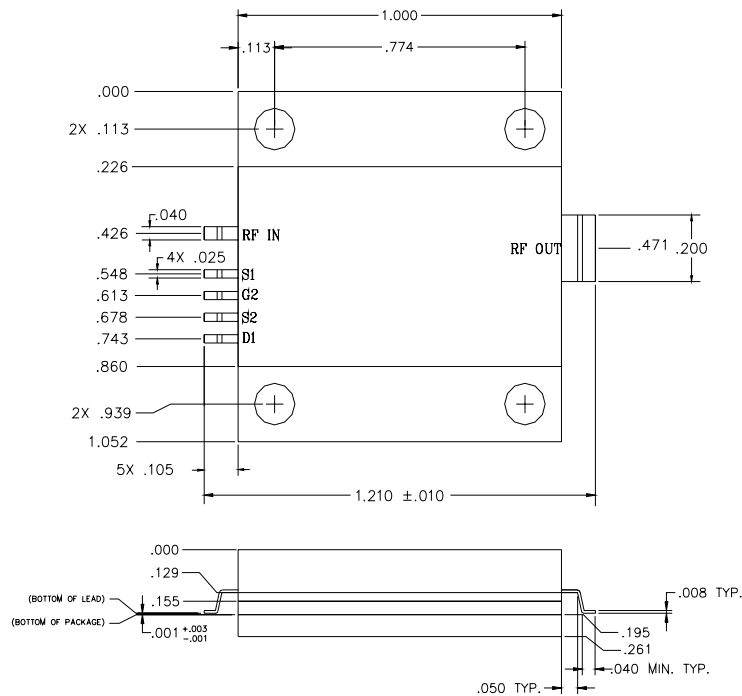 1.000
.113
.774
.000
2X .113
.226
.040
.426
RF IN
RF OUT
.471
.200
4X .025
.548
S1
.613
G2
.678
S2
.743
D1
.860
2X .939
1.052
5X .105
1.210 ±.010
.000
.129
(BOTTOM OF LEAD)
.155
.008 TYP.
(BOTTOM OF PACKAGE)
.001 +.003 -.001
.195
.261
.040 MIN. TYP.
.050 TYP.